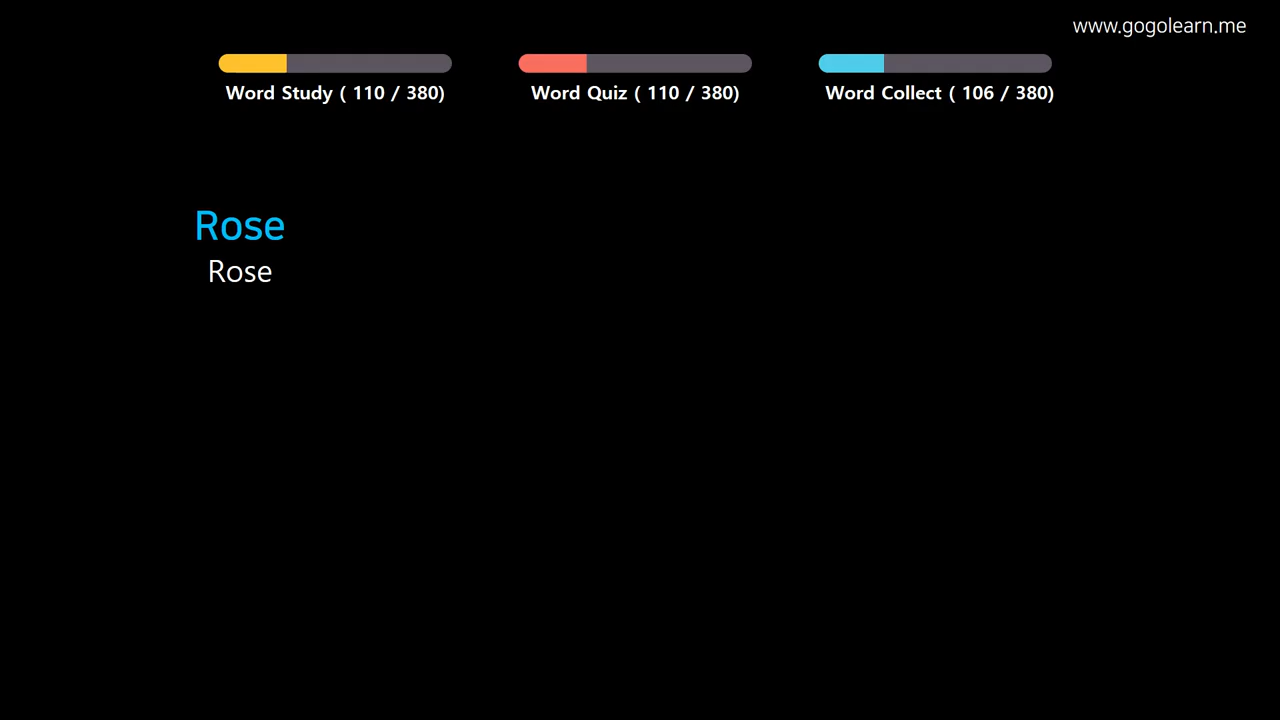 www.gogolearn.me
Word Study ( 110 / 380)
Word Quiz ( 110 / 380)
Word Collect ( 106 / 380)
Rose
Rose